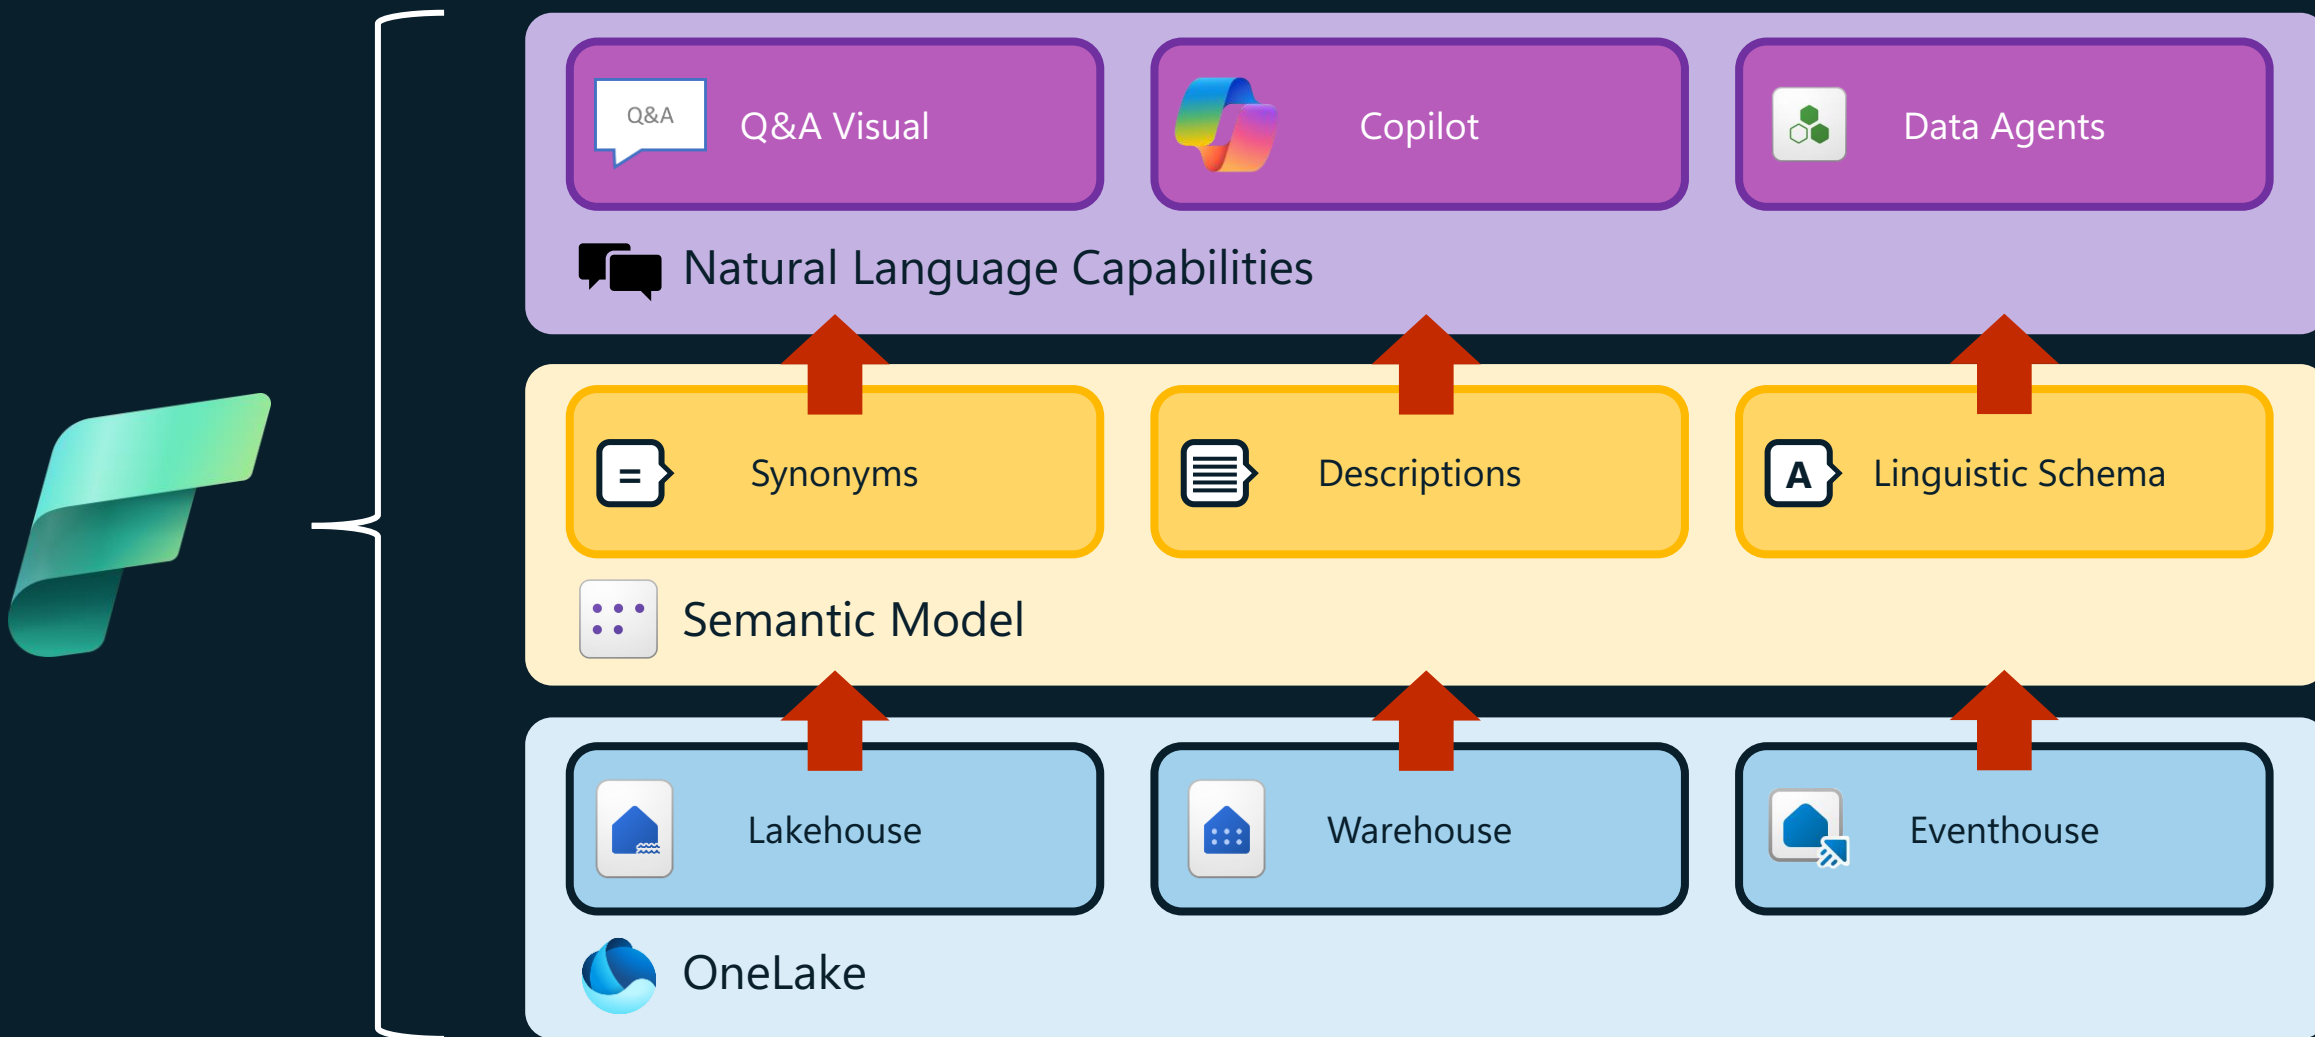 Q&A
Q&A Visual
Copilot
Data Agents
Natural Language Capabilities
=
Synonyms
Descriptions
A
Linguistic Schema
Semantic Model
Lakehouse
Warehouse
Eventhouse
OneLake